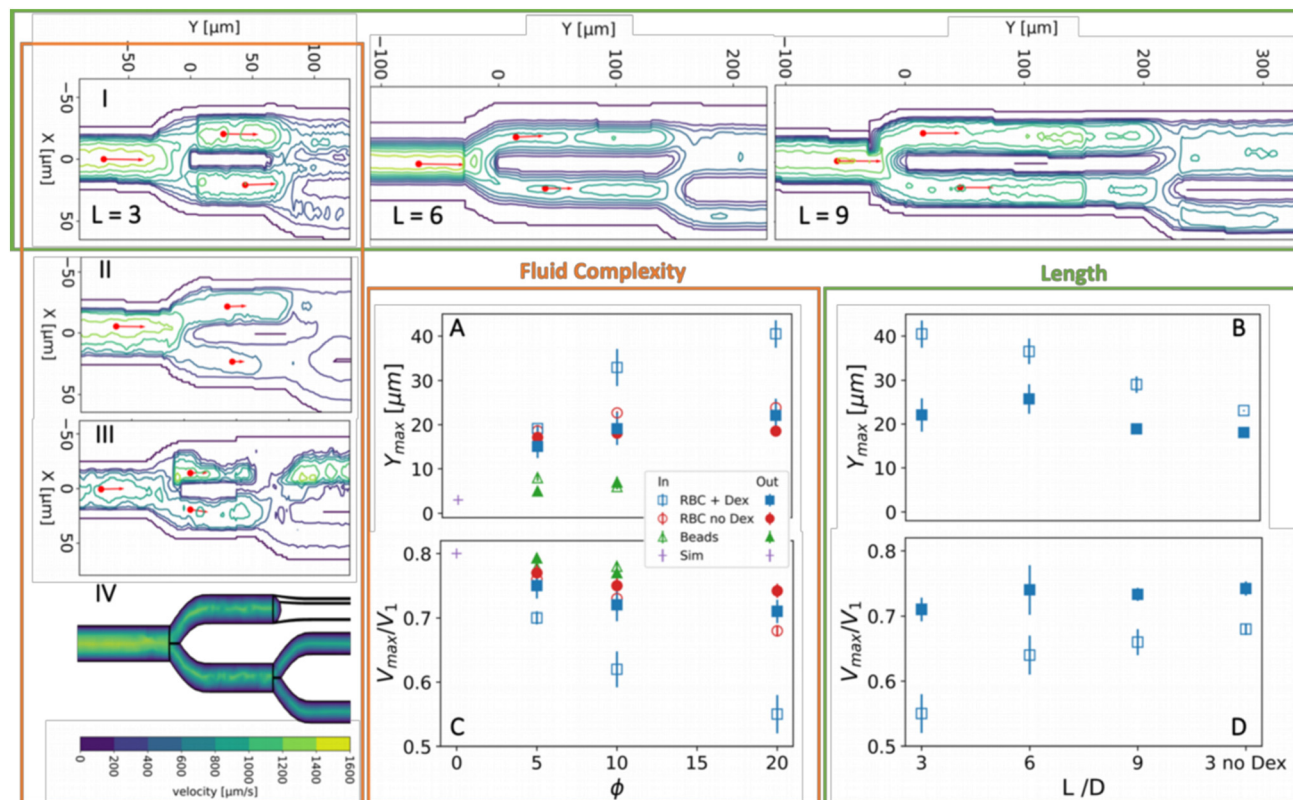 Y [μm]
Y [μm]
Y [μm]
-50
0
50
100
-100
0
100
200
-100
0
100
200
300
-50
0
50
X [μm]
I
L = 3
L = 6
L = 9
-50
0
50
X [μm]
II
Fluid Complexity
Length
-50
0
50
X [μm]
III
IV
0
200
400
600
800
1000
1200
1400
1600
velocity [μm/s]
A
Y_max [μm]
40
30
20
10
0
In
Out
RBC + Dex
RBC no Dex
Beads
Sim
B
Y_max [μm]
40
30
20
10
0
C
V_max/V_1
0.8
0.7
0.6
0.5
0
5
10
20
ϕ
D
V_max/V_1
0.8
0.7
0.6
0.5
3
6
9
3 no Dex
L /D